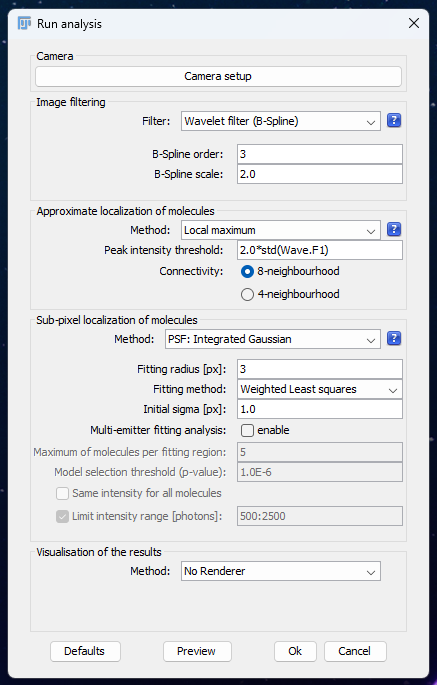 Run analysis
Camera
Camera setup
Image filtering
Filter: Wavelet filter (B-Spline) ?
B-Spline order: 3
B-Spline scale: 2.0
Approximate localization of molecules
Method: Local maximum ?
Peak intensity threshold: 2.0*std(Wave.F1)
Connectivity: 8-neighbourhood
4-neighbourhood
Sub-pixel localization of molecules
Method: PSF: Integrated Gaussian ?
Fitting radius [px]: 3
Fitting method: Weighted Least squares
Initial sigma [px]: 1.0
Multi-emitter fitting analysis: enable
Maximum of molecules per fitting region: 5
Model selection threshold (p-value): 1.0E-6
Same intensity for all molecules
Limit intensity range [photons]: 500:2500
Visualisation of the results
Method: No Renderer
Defaults Preview Ok Cancel